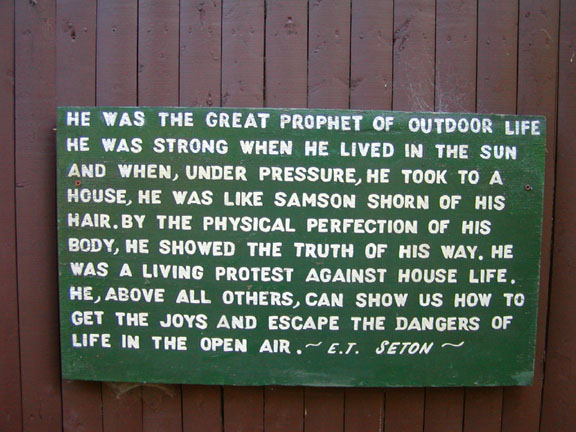 HE WAS THE GREAT PROPHET OF OUTDOOR LIFE
HE WAS STRONG WHEN HE LIVED IN THE SUN
AND WHEN, UNDER PRESSURE, HE TOOK TO A
HOUSE, HE WAS LIKE SAMSON SHORN OF HIS
HAIR. BY THE PHYSICAL PERFECTION OF HIS
BODY, HE SHOWED THE TRUTH OF HIS WAY. HE
WAS A LIVING PROTEST AGAINST HOUSE LIFE.
HE, ABOVE ALL OTHERS, CAN SHOW US HOW TO
GET THE JOYS AND ESCAPE THE DANGERS OF
LIFE IN THE OPEN AIR. ~ E.T. SETON ~